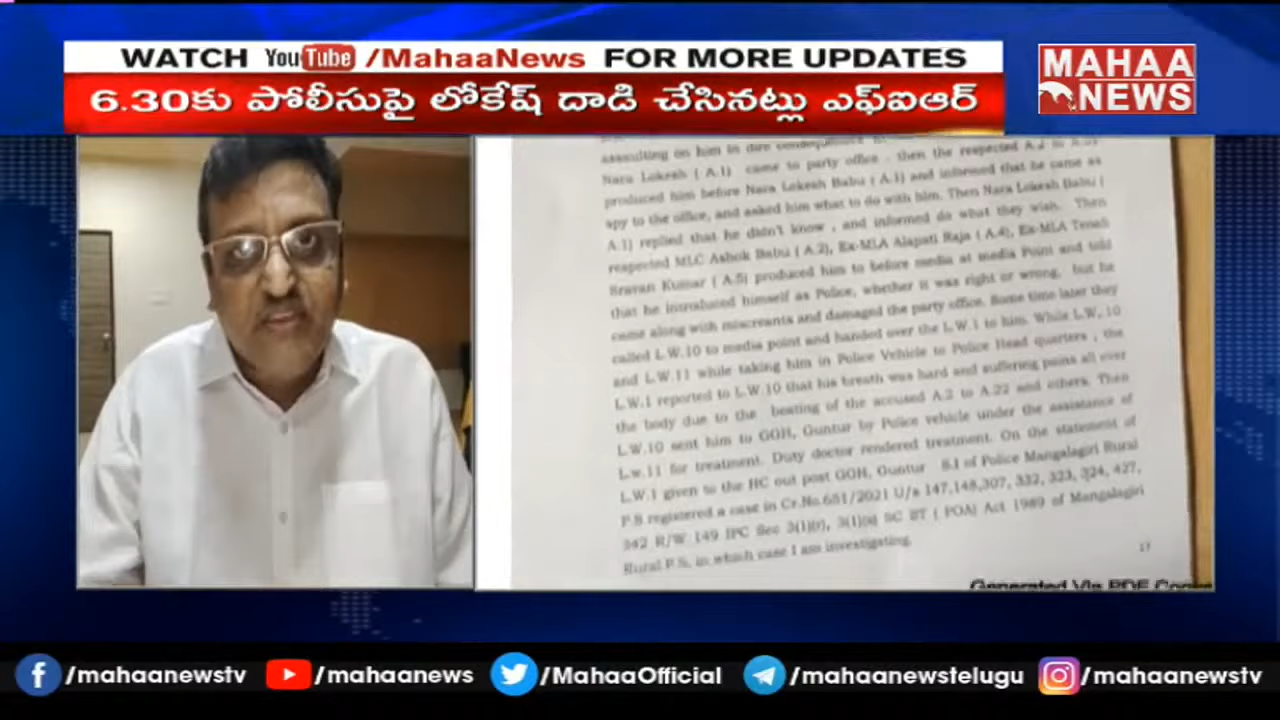 WATCH YouTube /MahaaNews FOR MORE UPDATES
MAHAA
NEWS
6.30కు పోలీసుపై లోకేష్ దాడి చేసినట్లు ఎఫ్ఐఆర్
assaulting on him in dire consequences
Nara Lokesh ( A.1) came to party office , then the respected A.2 to
produced him before Nara Lokesh Babu ( A.1) and informed that he came as
spy to the office, and asked him what to do with him. Then Nara Lokesh Babu (
A.1) replied that he didn't know , and informed do what they wish. Then
respected MLC Ashok Babu ( A.2), Ex-MLA Alapati Raja ( A.4), Ex-MLA Tenali
Sravan Kumar ( A.5) produced him to before media at media Point and told
that he introduced himself as Police, whether it was right or wrong, but he
came along with miscreants and damaged the party office. Some time later they
called L.W.10 to media point and handed over the L.W.1 to him. While L.W. 10
and L.W.11 while taking him in Police Vehicle to Police Head quarters , the
L.W.1 reported to L.W.10 that his breath was hard and suffering pains all over
the body due to the beating of the accused A.2 to A.22 and others. Then
L.W.10 sent him to GGH, Guntur by Police vehicle under the assistance of
L.w.11 for treatment. Duty doctor rendered treatment. On the statement of
L.W.1 given to the HC out post GGH, Guntur S.I of Police Mangalagiri Rural
P.S registered a case in Cr.No.651/2021 U/s 147,148,307, 332, 323, 324, 427,
342 R/W 149 IPC Sec 3(1)(r), 3(1)(s) SC ST ( POA) Act 1989 of Mangalagiri
Rural P.S, in which case I am investigating.
Generated Via PDF
/mahaanewstv /mahaanews /MahaaOfficial /mahaanewstelugu /mahaanewstv